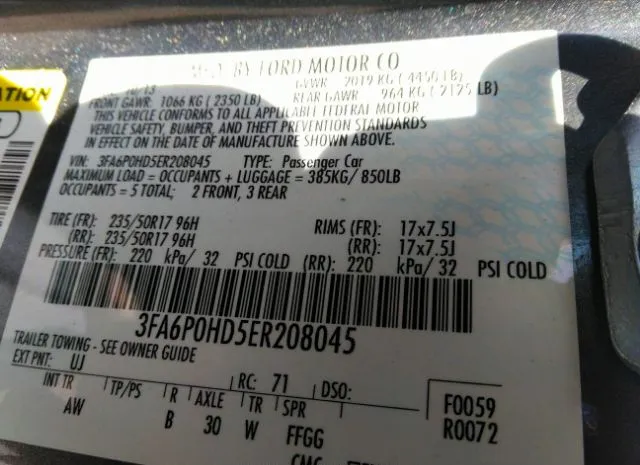 MFD. BY FORD MOTOR CO
GVWR: 2019 KG ( 4450 LB)
FRONT GAWR: 1066 KG ( 2350 LB)
REAR GAWR: 964 KG ( 2125 LB)
THIS VEHICLE CONFORMS TO ALL APPLICABLE FEDERAL MOTOR
VEHICLE SAFETY, BUMPER, AND THEFT PREVENTION STANDARDS
IN EFFECT ON THE DATE OF MANUFACTURE SHOWN ABOVE.
VIN: 3FA6P0HD5ER208045 TYPE: Passenger Car
MAXIMUM LOAD = OCCUPANTS + LUGGAGE = 385KG/ 850LB
OCCUPANTS = 5 TOTAL; 2 FRONT, 3 REAR
TIRE (FR): 235/50R17 96H RIMS (FR): 17x7.5J
(RR): 235/50R17 96H (RR): 17x7.5J
PRESSURE (FR): 220 kPa/ 32 PSI COLD (RR): 220 kPa/ 32 PSI COLD
3FA6P0HD5ER208045
TRAILER TOWING - SEE OWNER GUIDE
EXT PNT: UJ RC: 71 DSO:
INT TR TP/PS R AXLE TR SPR F0059
AW B 30 W FFGG R0072